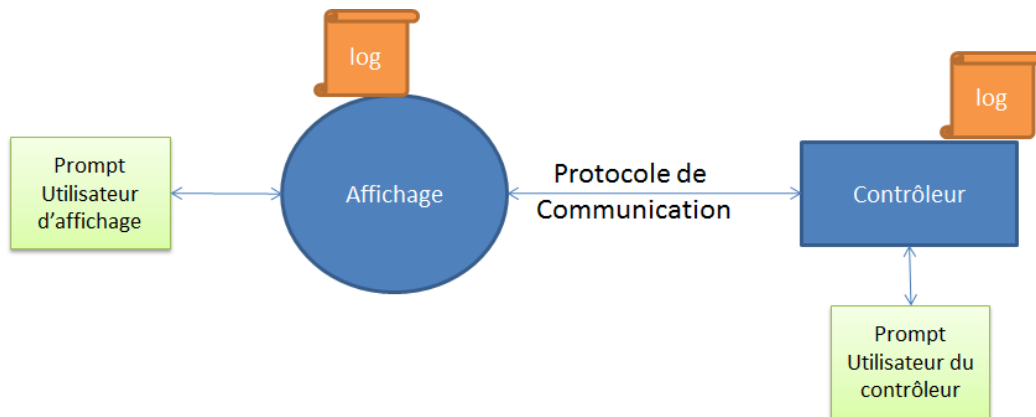 log
log
Prompt
Utilisateur
d'affichage
Affichage
Protocole de
Communication
Contrôleur
Prompt
Utilisateur du
contrôleur